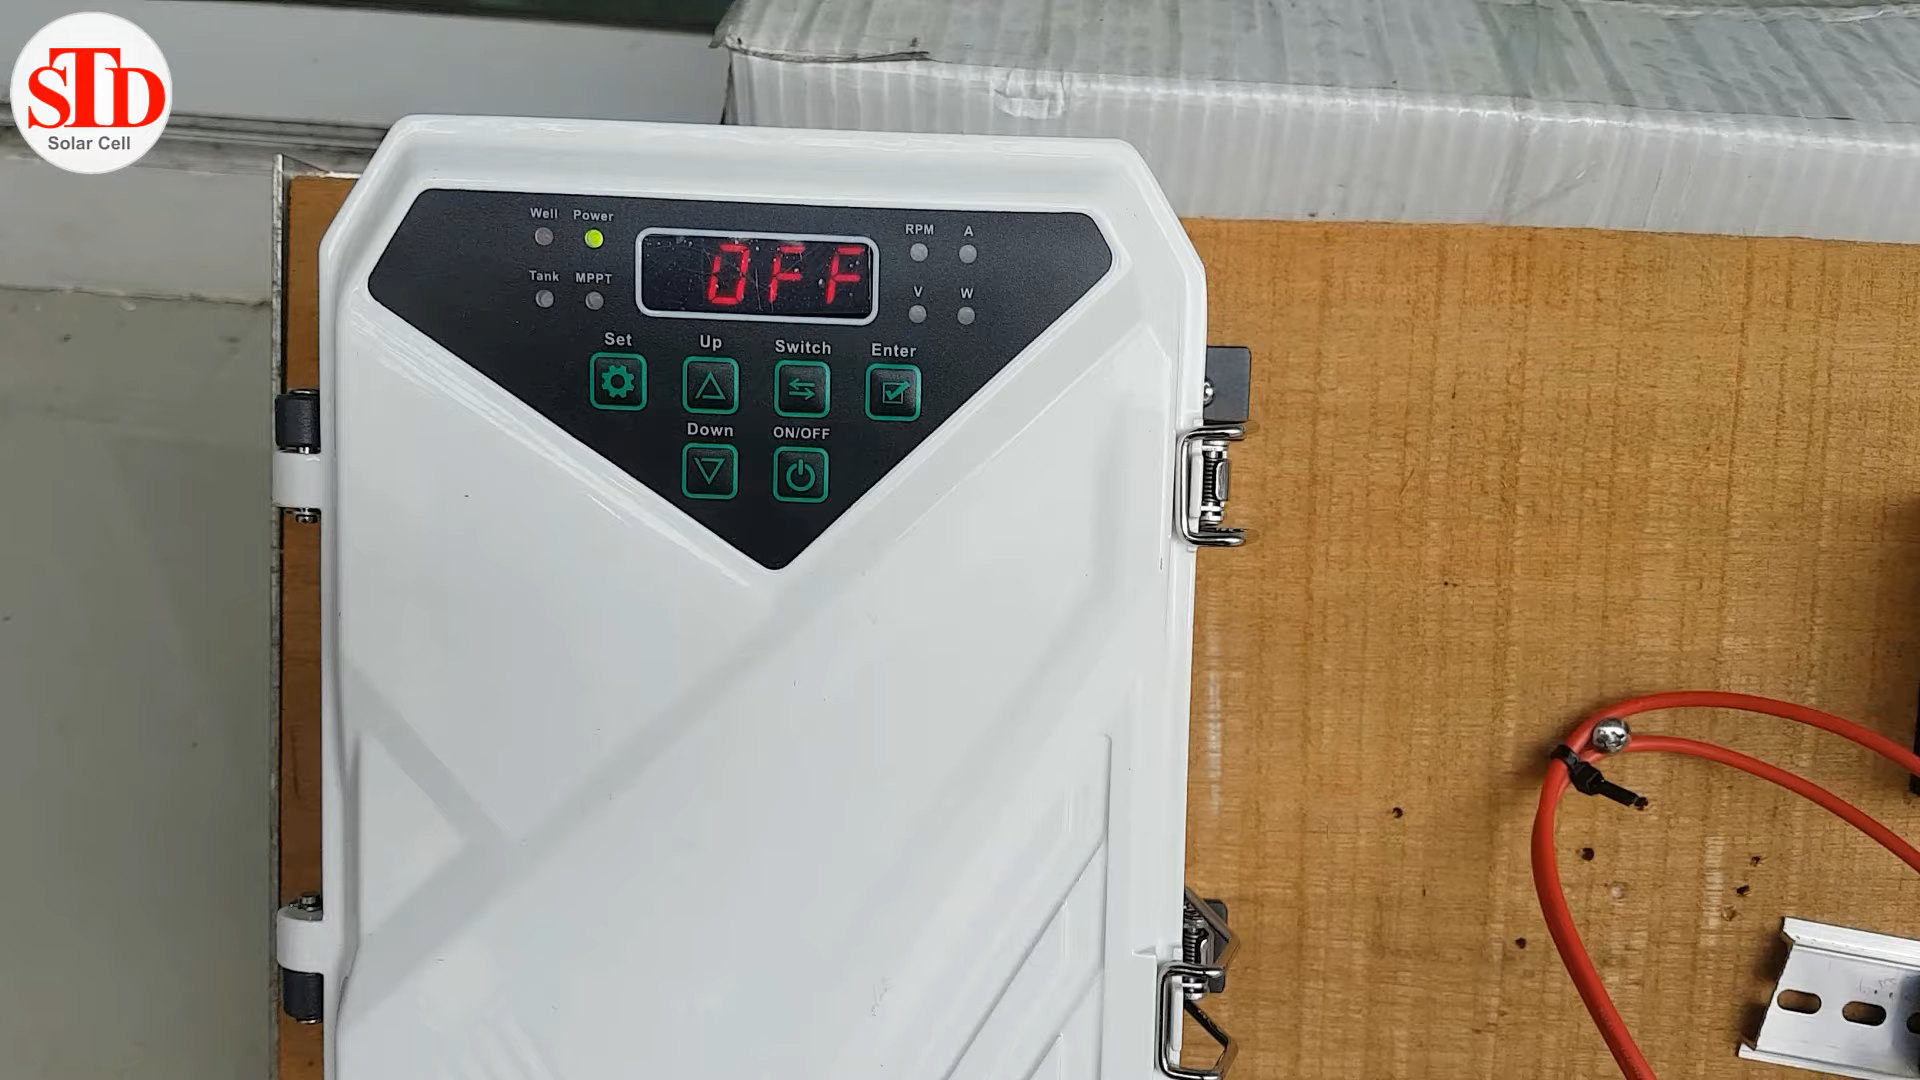 STD
Solar Cell
Well Power
RPM A
Tank MPPT
OFF
V W
Set Up Switch Enter
Down ON/OFF